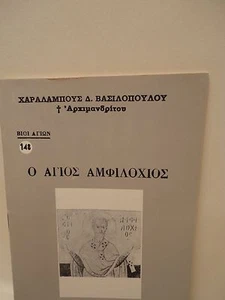 ΧΑΡΑΛΑΜΠΟΥΣ Δ. ΒΑΣΙΛΟΠΟΥΛΟΥ
† Ἀρχιμανδρίτου
ΒΙΟΙ ΑΓΙΩΝ
148
Ο ΑΓΙΟΣ ΑΜΦΙΛΟΧΙΟΣ